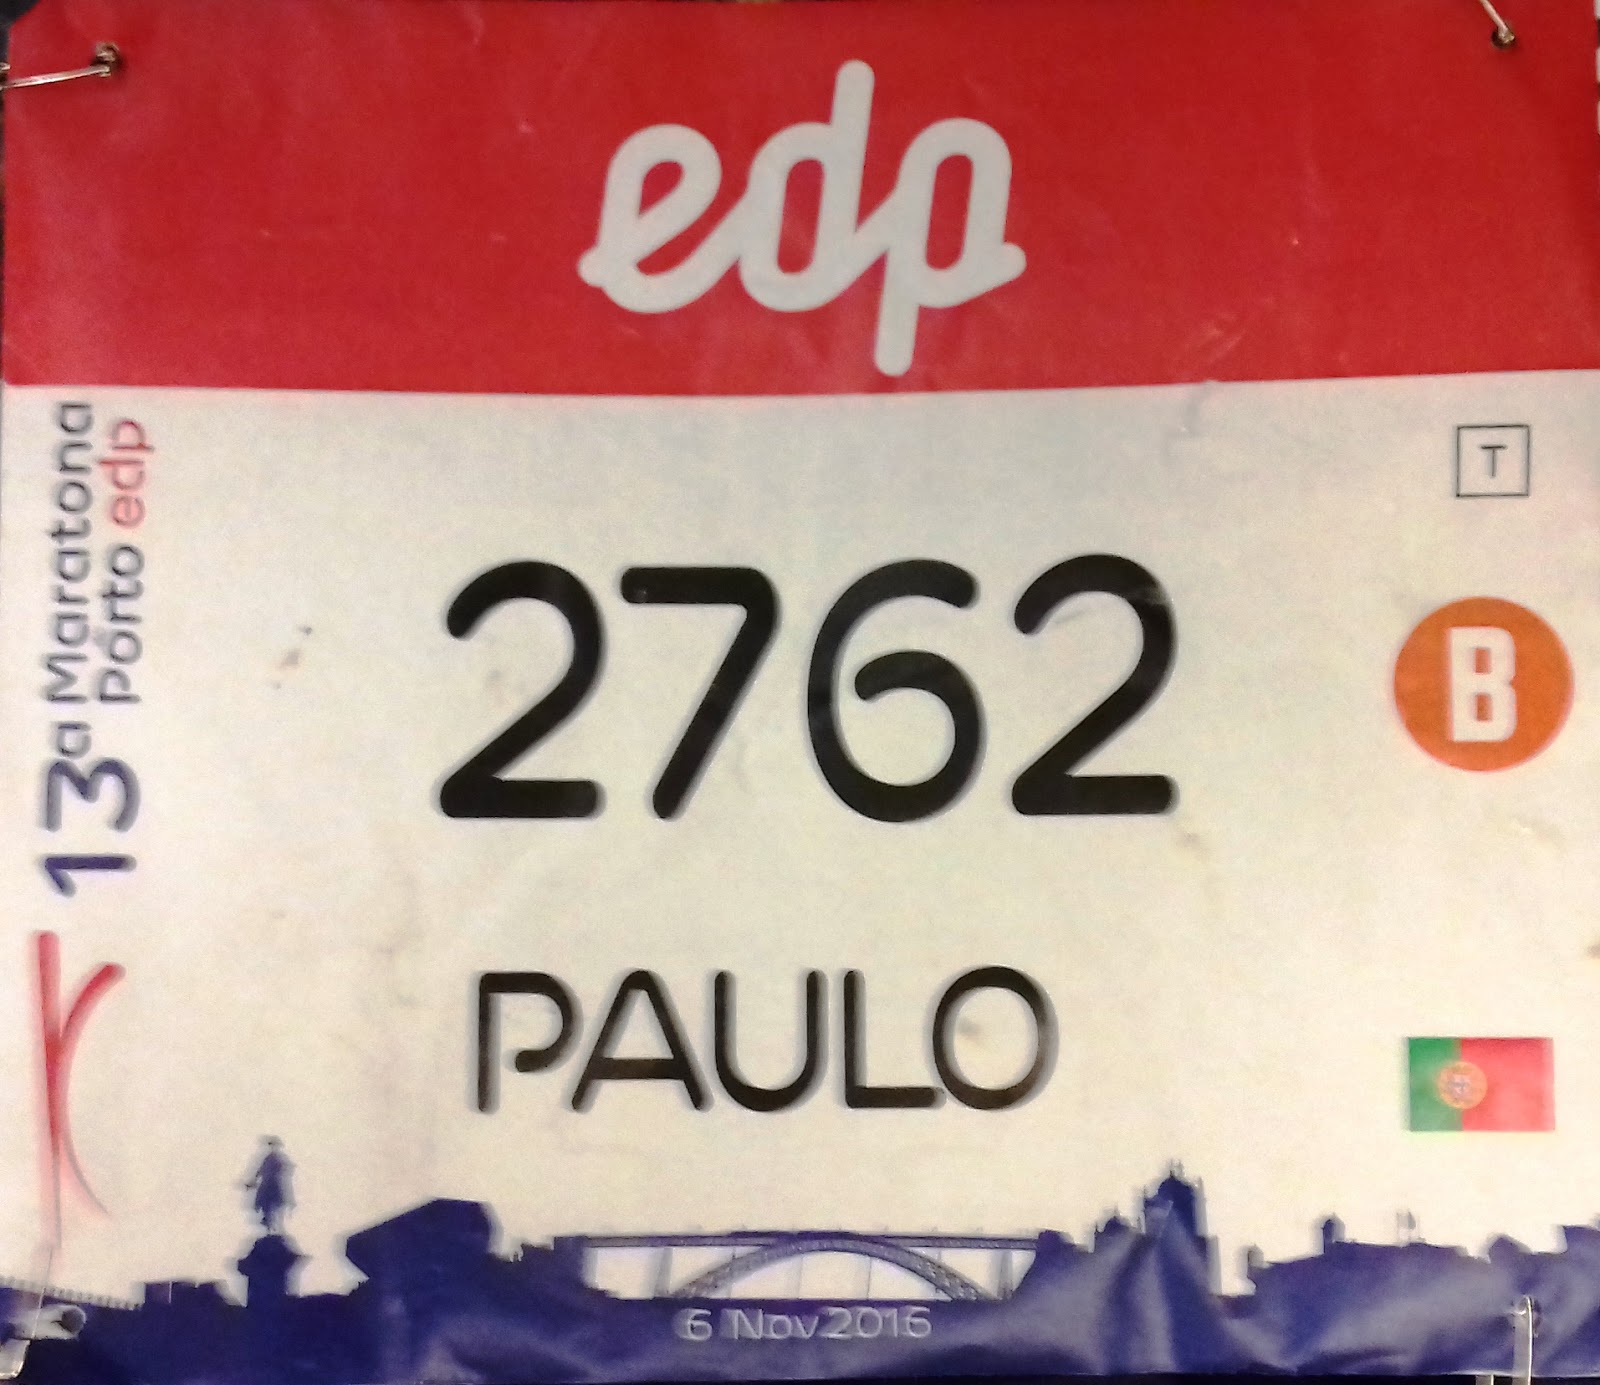 edp
13a Maratona
Porto edp
T
2762
B
PAULO
6 Nov 2016